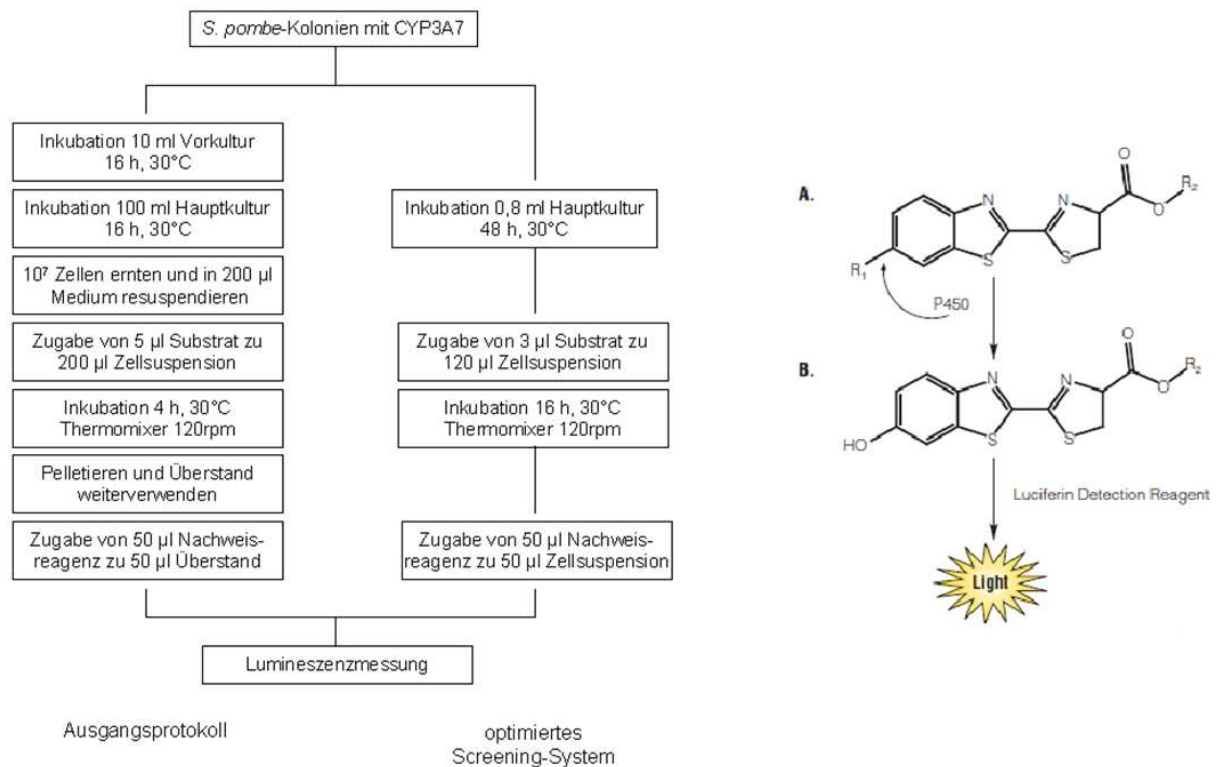 S. pombe-Kolonien mit CYP3A7
Inkubation 10 ml Vorkultur
16 h, 30°C
Inkubation 100 ml Hauptkultur
16 h, 30°C
10⁷ Zellen ernten und in 200 µl
Medium resuspendieren
Zugabe von 5 µl Substrat zu
200 µl Zellsuspension
Inkubation 4 h, 30°C
Thermomixer 120rpm
Pelletieren und Überstand
weiterverwenden
Zugabe von 50 µl Nachweis-
reagenz zu 50 µl Überstand
Inkubation 0,8 ml Hauptkultur
48 h, 30°C
Zugabe von 3 µl Substrat zu
120 µl Zellsuspension
Inkubation 16 h, 30°C
Thermomixer 120rpm
Zugabe von 50 µl Nachweis-
reagenz zu 50 µl Zellsuspension
Lumineszenzmessung
Ausgangsprotokoll
optimiertes
Screening-System
A.
N
N
S
S
O
O
R₂
R₁
P450
B.
N
N
S
S
O
O
R₂
HO
Luciferin Detection Reagent
Light